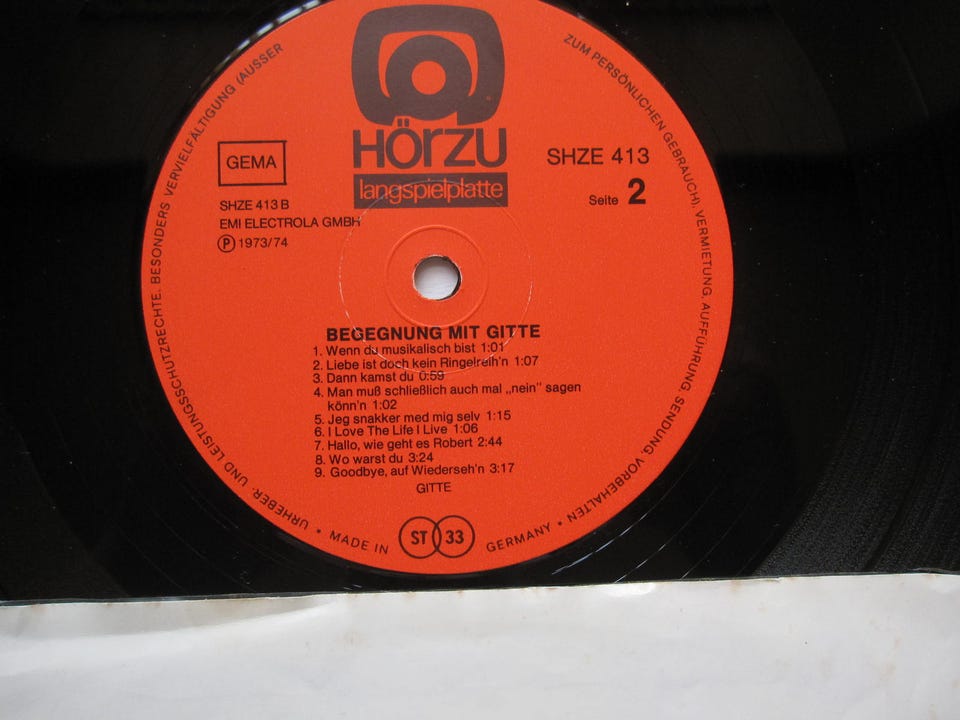 HÖRZU
langspielplatte
GEMA
SHZE 413 B
EMI ELECTROLA GMBH
Ⓟ 1973/74
SHZE 413
Seite 2
BEGEGNUNG MIT GITTE
1. Wenn du musikalisch bist 1:01
2. Liebe ist doch kein Ringelreih'n 1:07
3. Dann kamst du 0:59
4. Man muß schließlich auch mal „nein" sagen
könn'n 1:02
5. Jeg snakker med mig selv 1:15
6. I Love The Life I Live 1:06
7. Hallo, wie geht es Robert 2:44
8. Wo warst du 3:24
9. Goodbye, auf Wiederseh'n 3:17
GITTE
ST 33
* MADE IN GERMANY *
URHEBER- UND LEISTUNGSSCHUTZRECHTE. BESONDERS VERVIELFÄLTIGUNG (AUSSER ZUM PERSÖNLICHEN GEBRAUCH), VERMIETUNG, AUFFÜHRUNG, SENDUNG, VORBEHALTEN